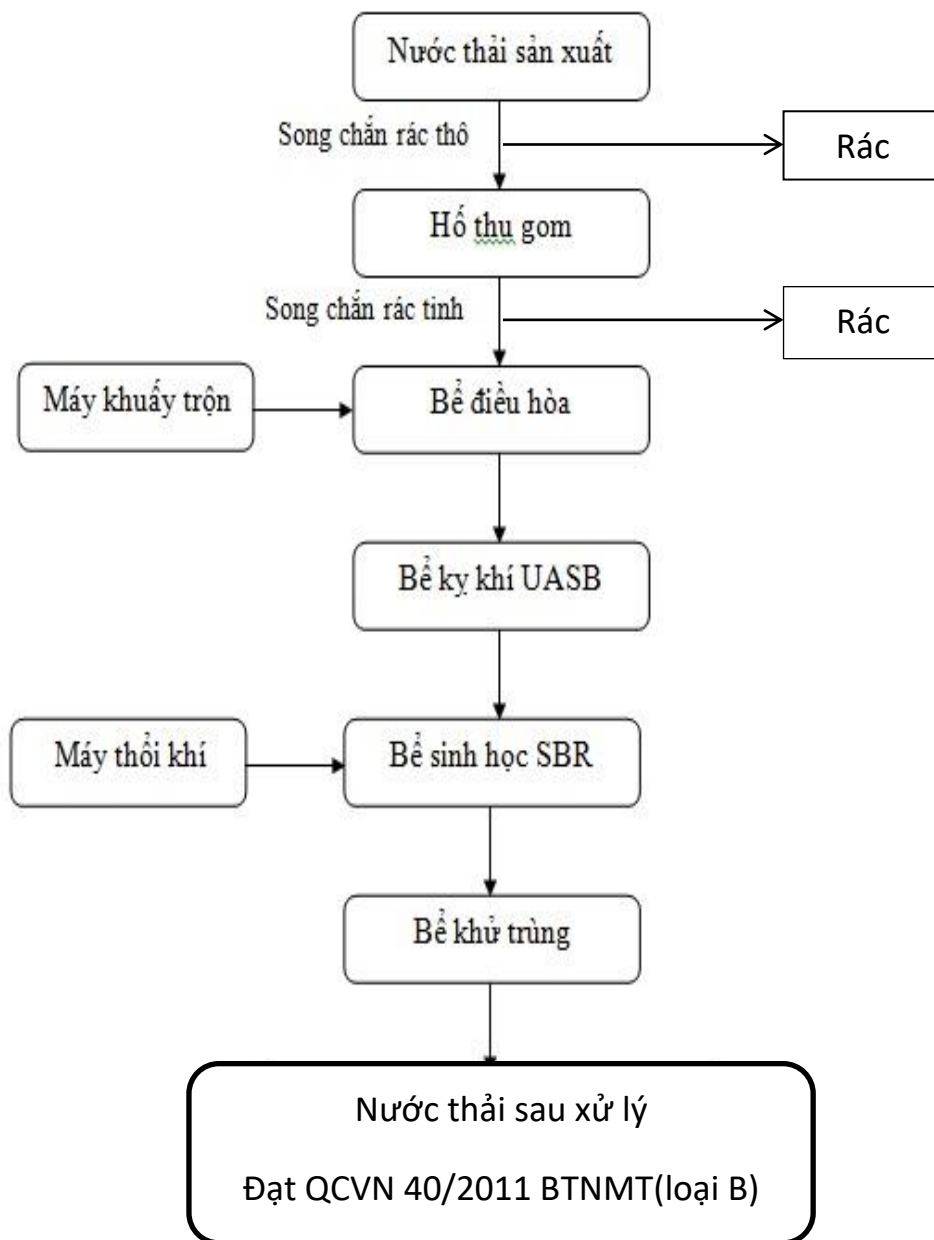 Nước thải sản xuất
Song chắn rác thô
Rác
Hố thu gom
Song chắn rác tinh
Rác
Máy khuấy trộn
Bể điều hòa
Bể kỵ khí UASB
Máy thổi khí
Bể sinh học SBR
Bể khử trùng
Nước thải sau xử lý
Đạt QCVN 40/2011 BTNMT(loại B)